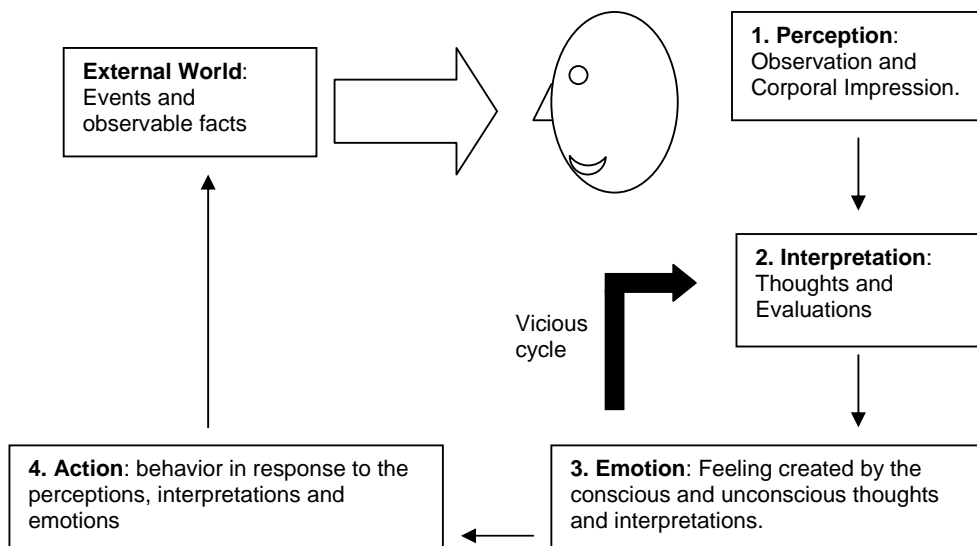 External World:
Events and
observable facts
1. Perception:
Observation and
Corporal Impression.
2. Interpretation:
Thoughts and
Evaluations
Vicious
cycle
3. Emotion: Feeling created by the
conscious and unconscious thoughts
and interpretations.
4. Action: behavior in response to the
perceptions, interpretations and
emotions